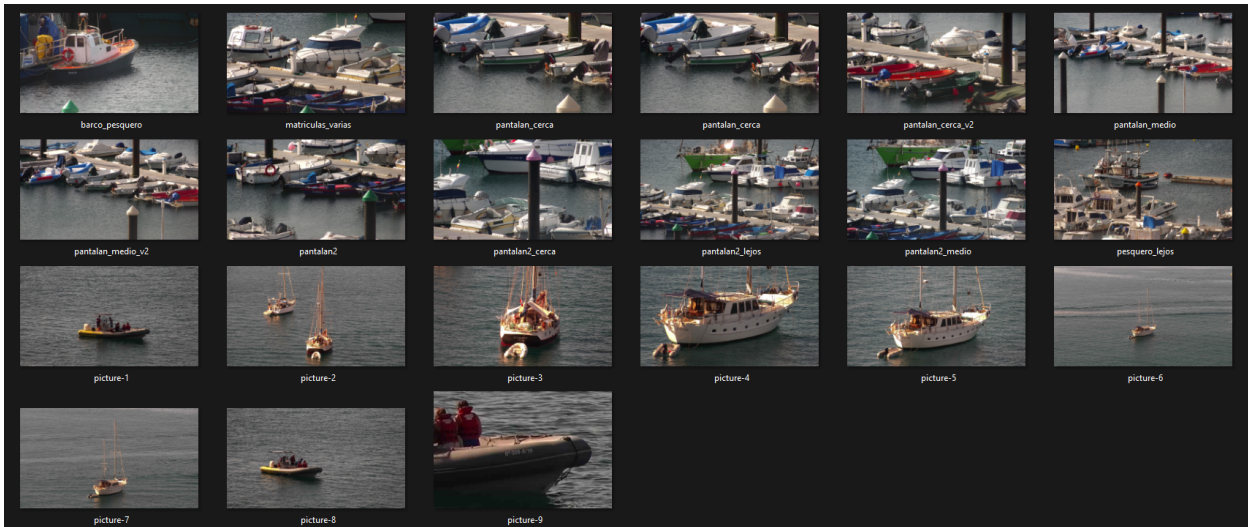 barco_pesquero
matriculas_varias
pantalan_cerca
pantalan_cerca
pantalan_cerca_v2
pantalan_medio
pantalan_medio_v2
pantalan2
pantalan2_cerca
pantalan2_lejos
pantalan2_medio
pesquero_lejos
picture-1
picture-2
picture-3
picture-4
picture-5
picture-6
picture-7
picture-8
picture-9